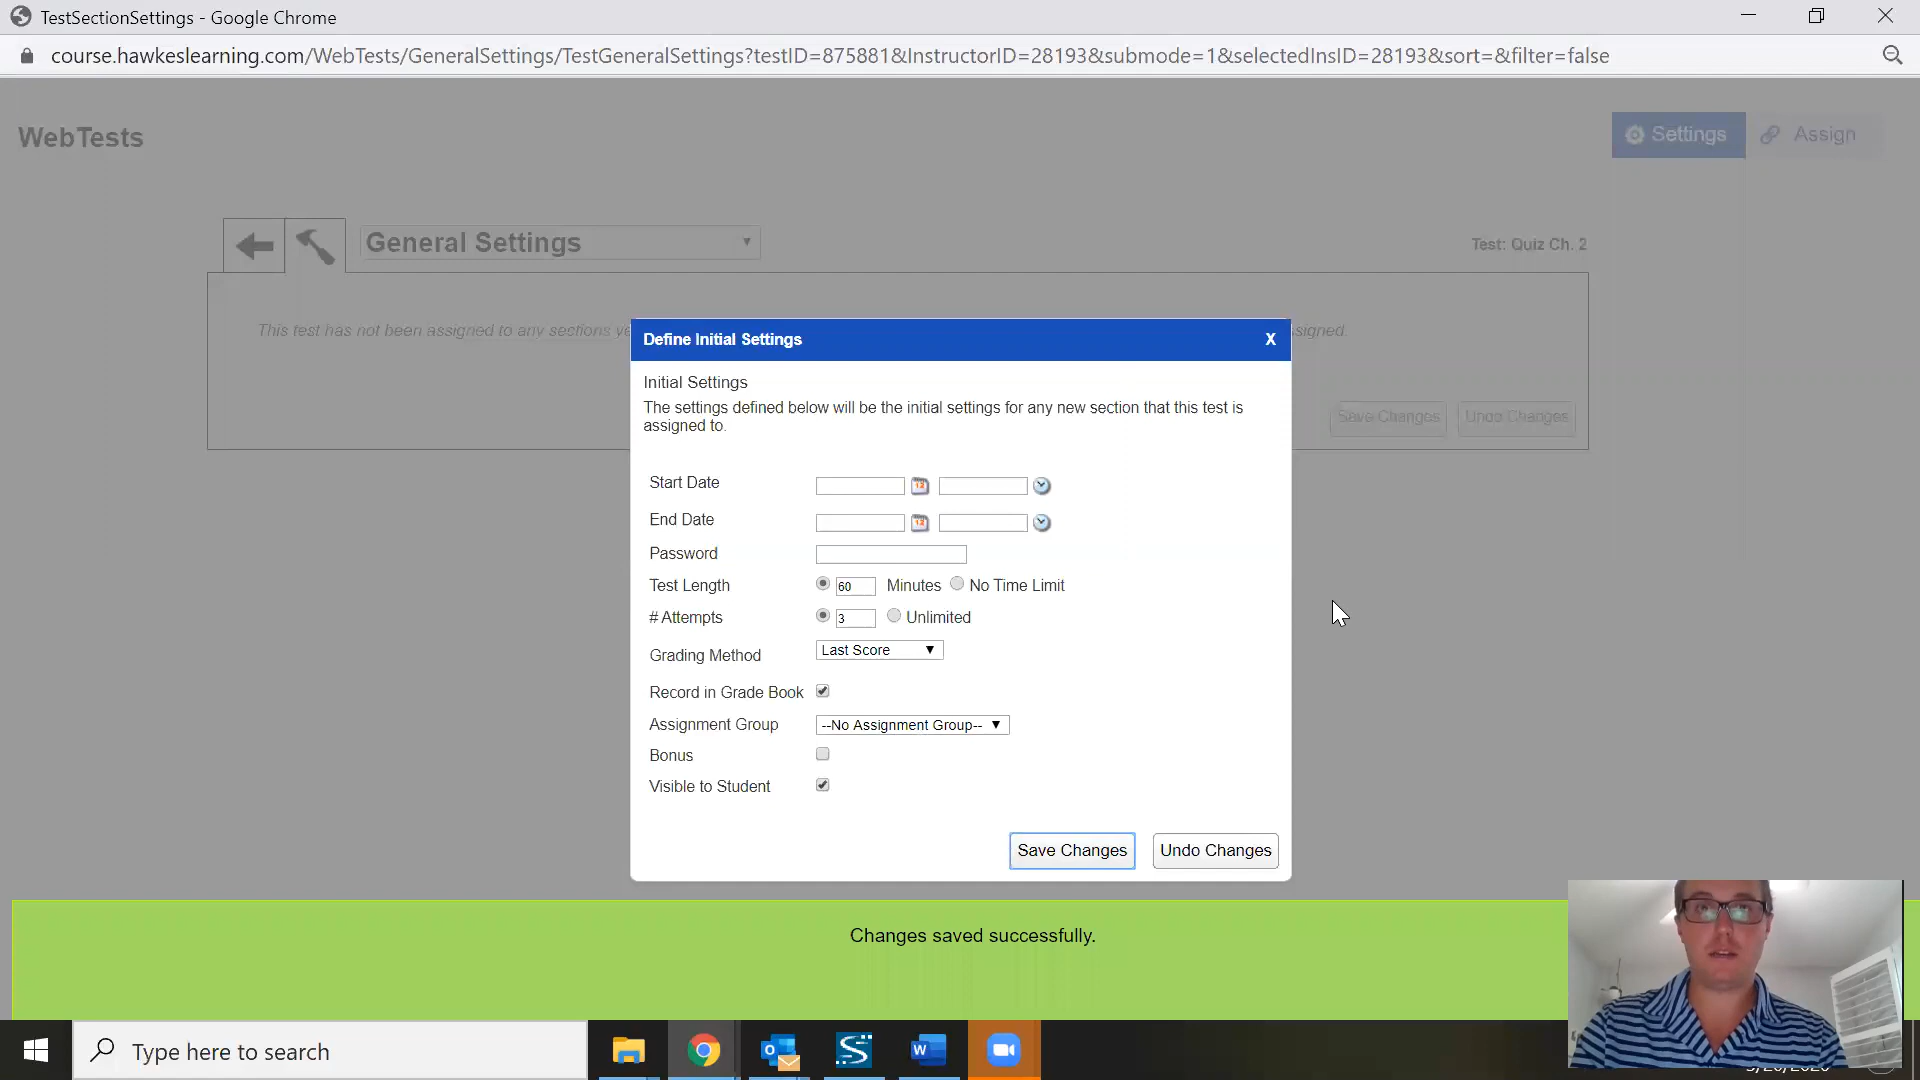 TestSectionSettings - Google Chrome
course.hawkeslearning.com/WebTests/GeneralSettings/TestGeneralSettings?testID=875881&InstructorID=28193&submode=1&selectedInsID=28193&sort=&filter=false
WebTests
Settings
Assign
General Settings
Test: Quiz Ch. 2
This test has not been assigned to any sections ye
signed.
Save Changes
Undo Changes
Define Initial Settings
X
Initial Settings
The settings defined below will be the initial settings for any new section that this test is
assigned to.
Start Date
End Date
Password
Test Length 60 Minutes No Time Limit
# Attempts 3 Unlimited
Grading Method Last Score
Record in Grade Book
Assignment Group --No Assignment Group--
Bonus
Visible to Student
Save Changes
Undo Changes
Changes saved successfully.
Type here to search